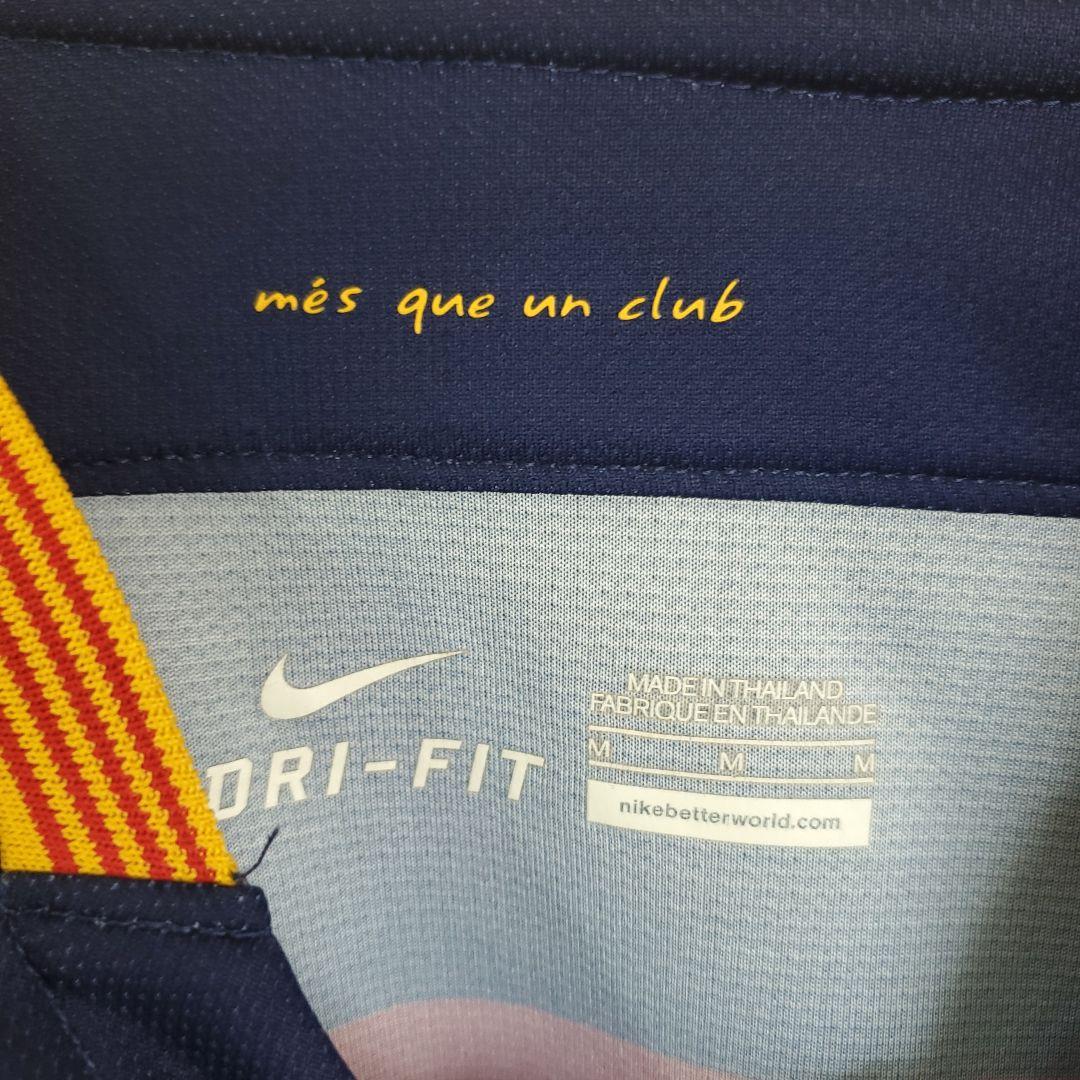 més que un club
DRI-FIT
MADE IN THAILAND
FABRIQUE EN THAILANDE
M M M
nikebetterworld.com